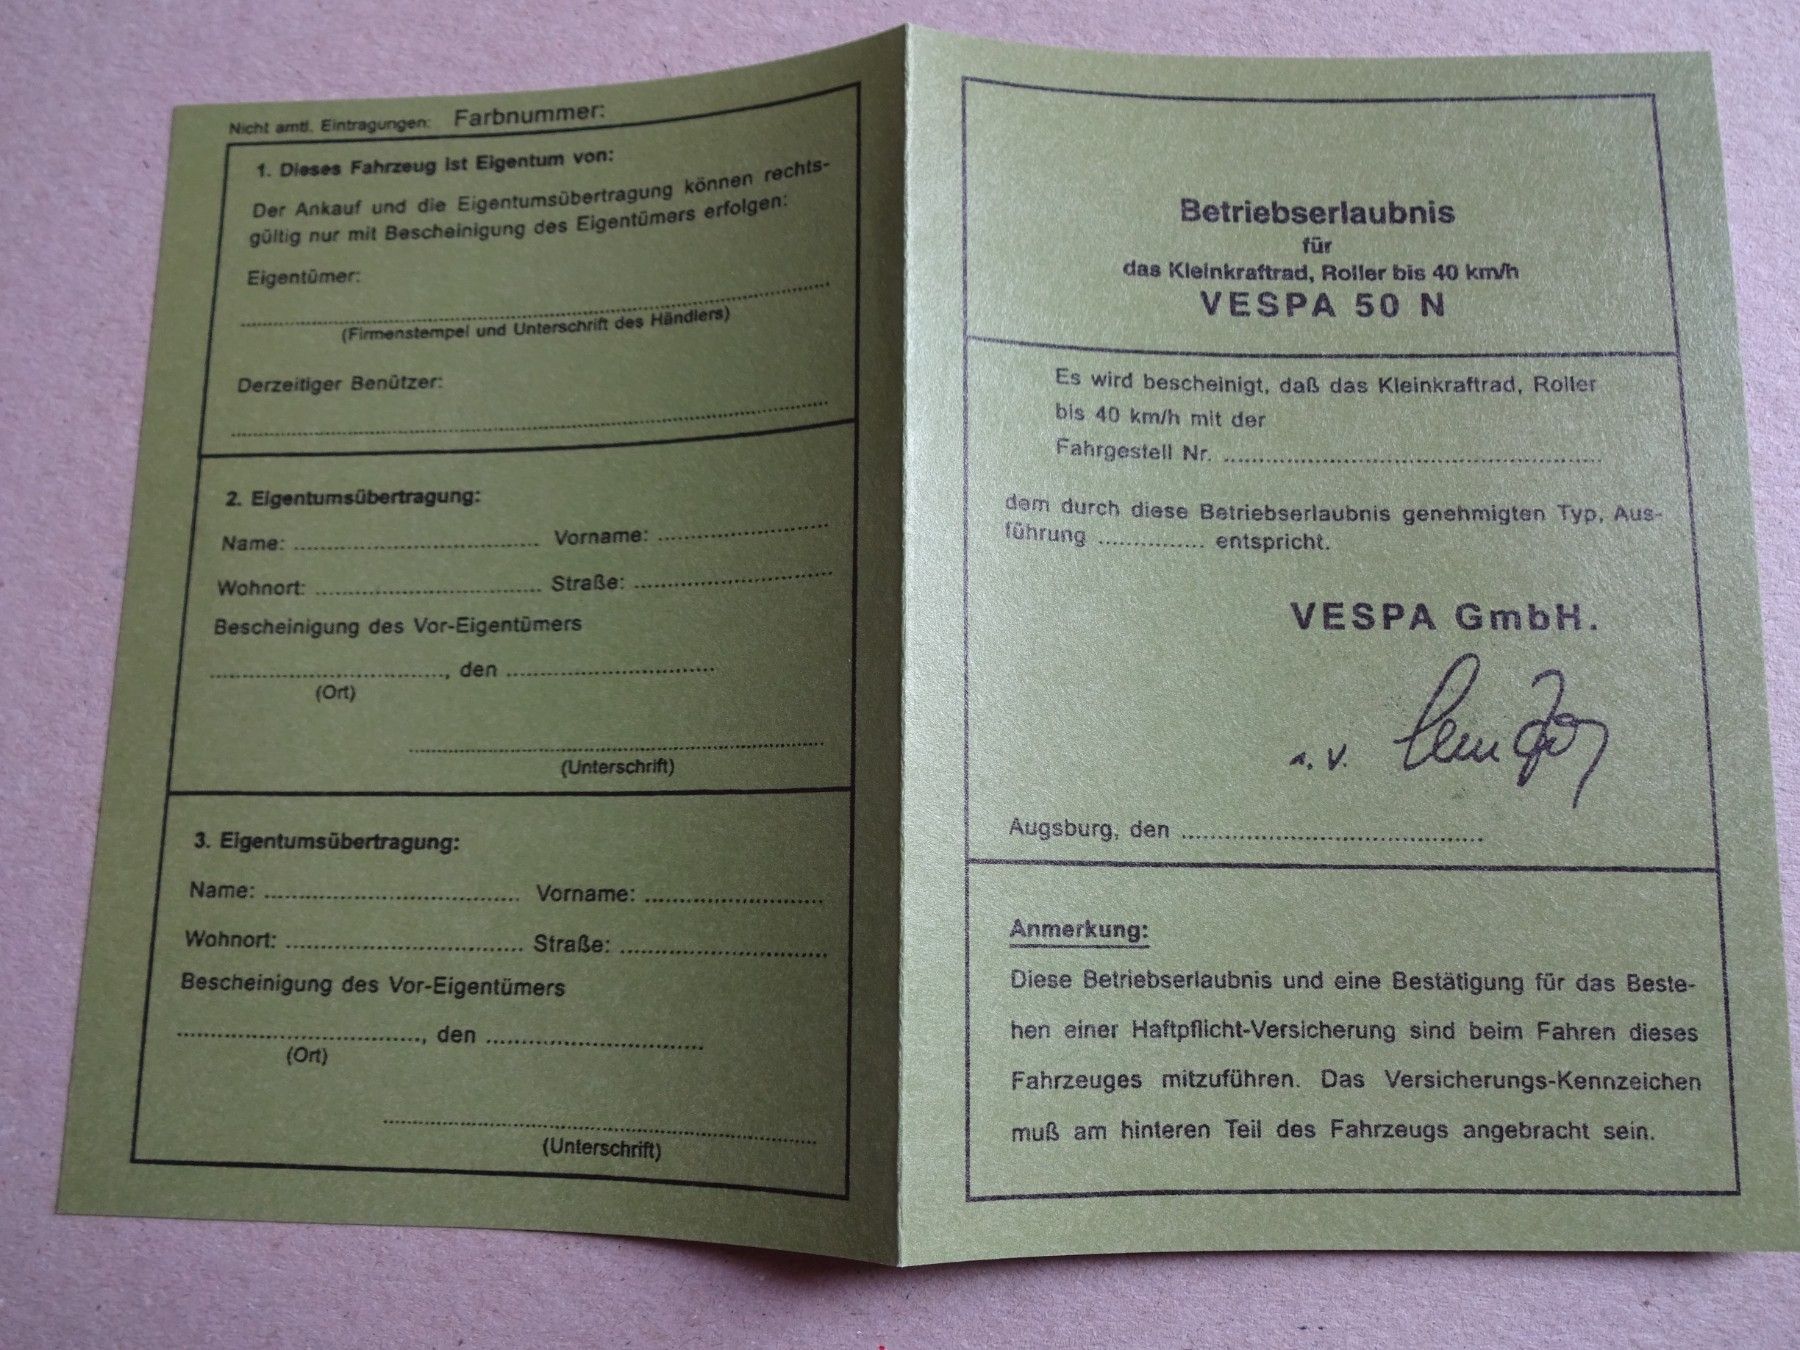 Nicht amtl. Eintragungen: Farbnummer:
1. Dieses Fahrzeug ist Eigentum von:
Der Ankauf und die Eigentumsübertragung können rechts-
gültig nur mit Bescheinigung des Eigentümers erfolgen:
Eigentümer:
(Firmenstempel und Unterschrift des Händlers)
Derzeitiger Benützer:
2. Eigentumsübertragung:
Name: .................... Vorname: ....................
Wohnort: .................... Straße: ....................
Bescheinigung des Vor-Eigentümers
...................., den ....................
(Ort)
(Unterschrift)
3. Eigentumsübertragung:
Name: .................... Vorname: ....................
Wohnort: .................... Straße: ....................
Bescheinigung des Vor-Eigentümers
...................., den ....................
(Ort)
(Unterschrift)
Betriebserlaubnis
für
das Kleinkraftrad, Roller bis 40 km/h
VESPA 50 N
Es wird bescheinigt, daß das Kleinkraftrad, Roller
bis 40 km/h mit der
Fahrgestell Nr. ....................
dem durch diese Betriebserlaubnis genehmigten Typ, Aus-
führung ............... entspricht.
VESPA GmbH.
Augsburg, den ....................
Anmerkung:
Diese Betriebserlaubnis und eine Bestätigung für das Beste-
hen einer Haftpflicht-Versicherung sind beim Fahren dieses
Fahrzeuges mitzuführen. Das Versicherungs-Kennzeichen
muß am hinteren Teil des Fahrzeugs angebracht sein.